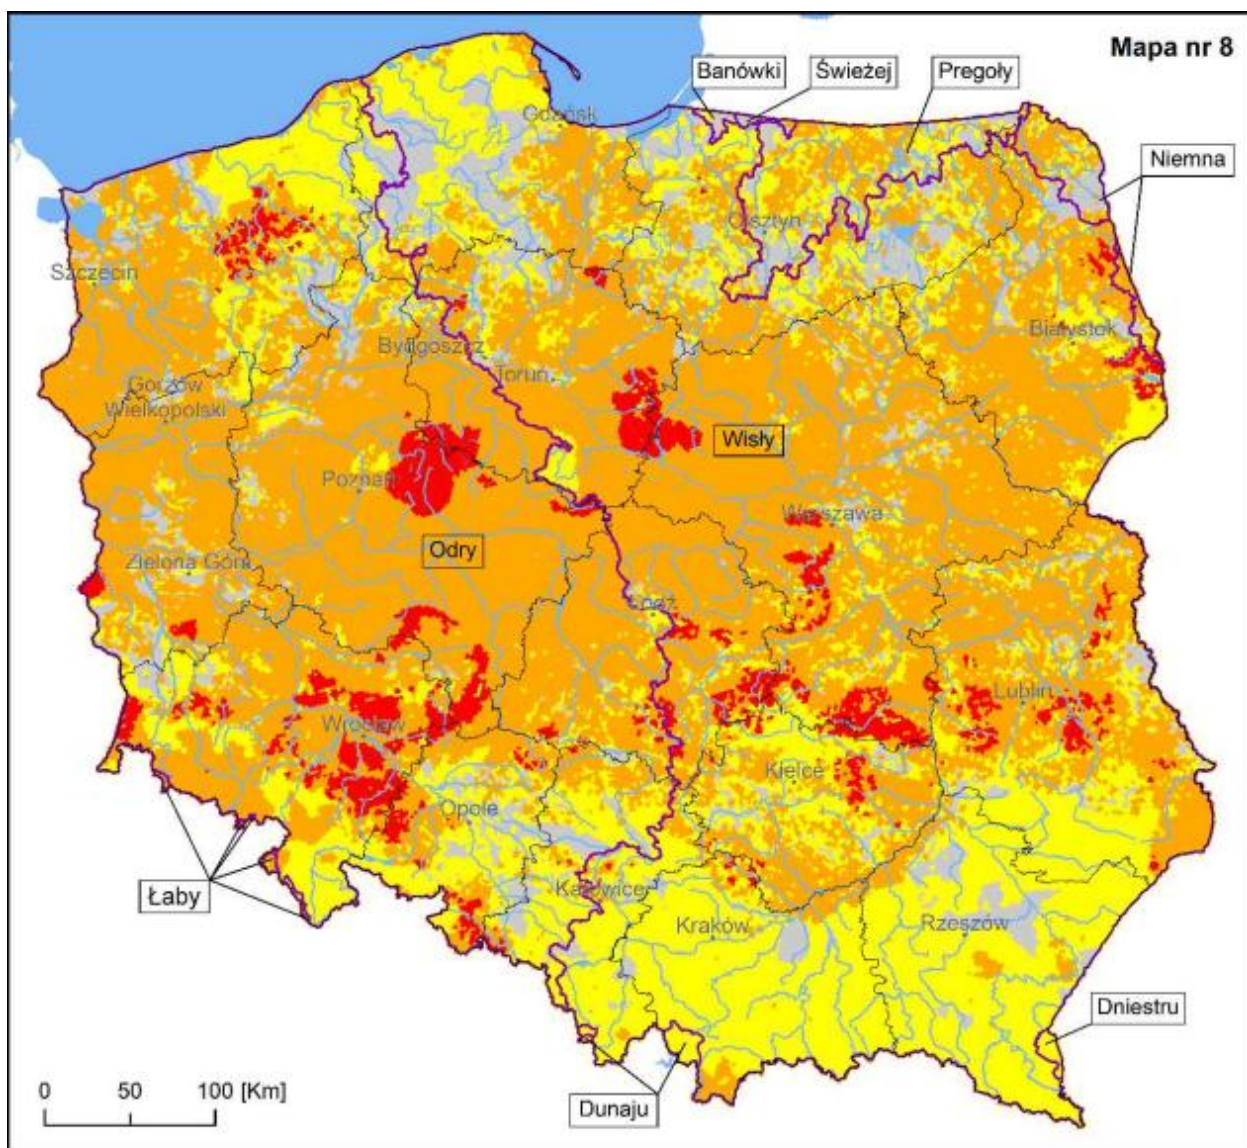 Mapa nr 8
Banówki
Świeżej
Pregoły
Gdańsk
Niemna
Olsztyn
Szczecin
Białystok
Bydgoszcz
Toruń
Gorzów
Wielkopolski
Wisły
Poznań
Warszawa
Odry
Zielona Góra
Łódź
Lublin
Wrocław
Kielce
Opole
Łaby
Katowice
Kraków
Rzeszów
Dniestru
0 50 100 [Km]
Dunaju